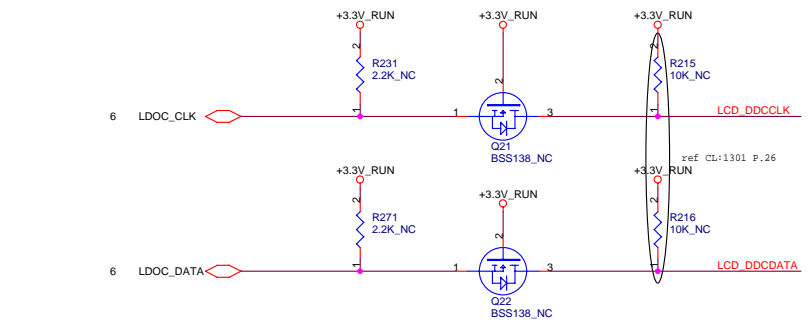 +3.3V_RUN +3.3V_RUN +3.3V_RUN
2 2
R231 R215
2.2K_NC 10K_NC
2
1 1
6 LDOC_CLK 1 3 LCD_DDCCLK
Q21
BSS138_NC
ref CL:1301 P.26
+3.3V_RUN +3.3V_RUN
+3.3V_RUN
2 2
R271 R216
2.2K_NC 10K_NC
2
1 1
6 LDOC_DATA 1 3 LCD_DDCDATA
Q22
BSS138_NC